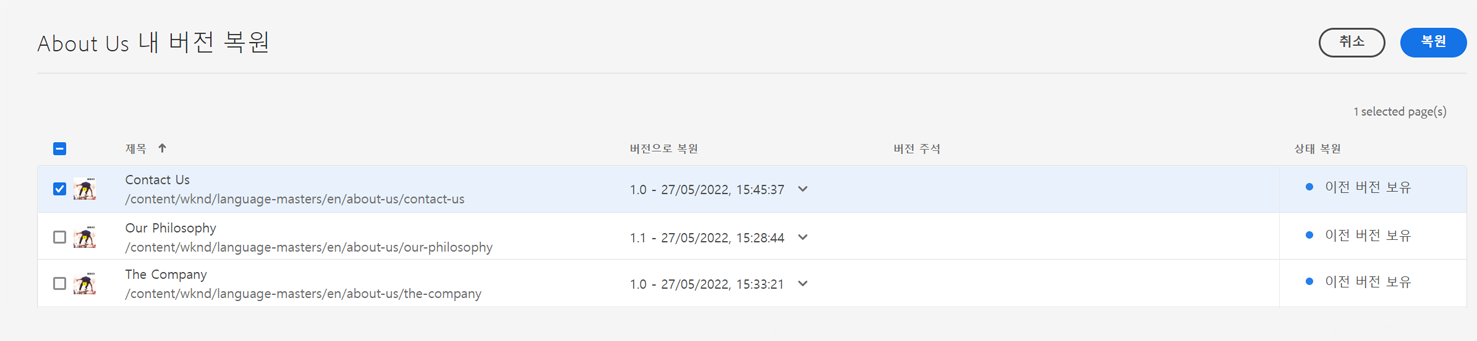 About Us 내 버전 복원
취소
복원
1 selected page(s)
제목 버전으로 복원 버전 주석 상태 복원
Contact Us
/content/wknd/language-masters/en/about-us/contact-us
1.0 - 27/05/2022, 15:45:37
이전 버전 보유
Our Philosophy
/content/wknd/language-masters/en/about-us/our-philosophy
1.1 - 27/05/2022, 15:28:44
이전 버전 보유
The Company
/content/wknd/language-masters/en/about-us/the-company
1.0 - 27/05/2022, 15:33:21
이전 버전 보유